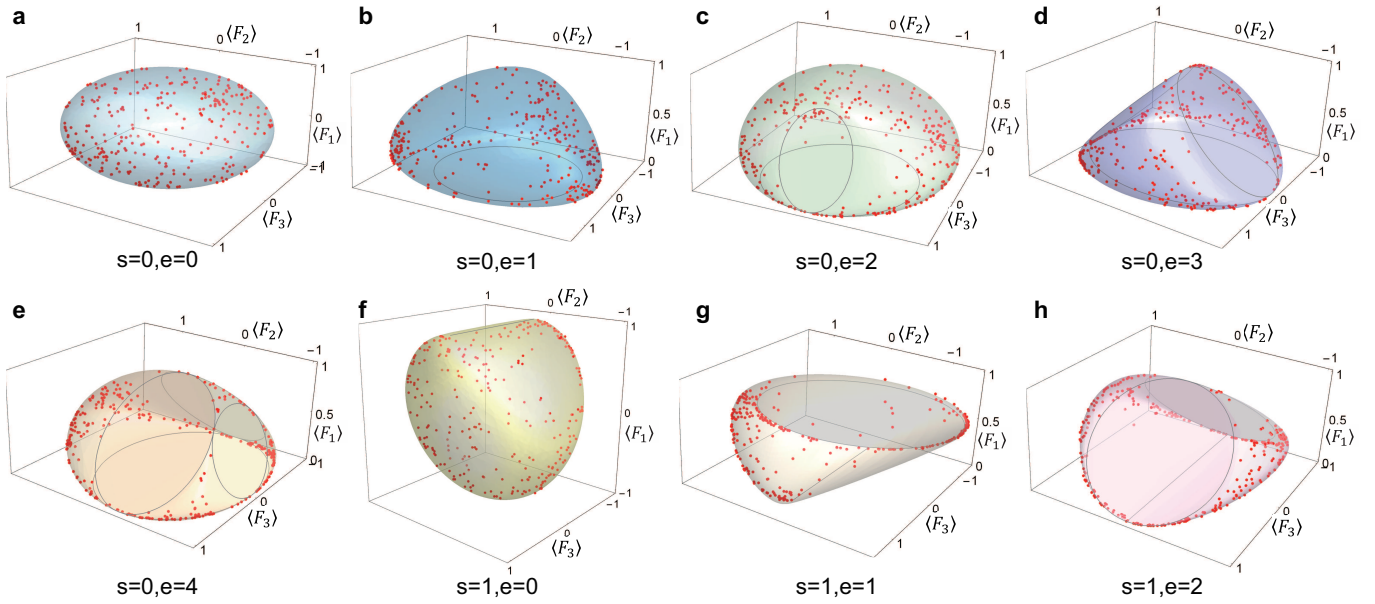 a b c d
1 0 ⟨F₂⟩ −1 1 0 ⟨F₁⟩ −1 0 ⟨F₃⟩ 1
1 0 ⟨F₂⟩ −1 1 0.5 ⟨F₁⟩ 0 −1 0 ⟨F₃⟩ 1
1 0 ⟨F₂⟩ −1 1 0.5 ⟨F₁⟩ 0 −1 0 ⟨F₃⟩ 1
1 0 ⟨F₂⟩ −1 1 0.5 ⟨F₁⟩ 0 −1 0 ⟨F₃⟩ 1
s=0,e=0 s=0,e=1 s=0,e=2 s=0,e=3
e f g h
1 0 ⟨F₂⟩ −1 1 0.5 ⟨F₁⟩ 0 1 0 ⟨F₃⟩ 1
1 0 ⟨F₂⟩ −1 1 0 ⟨F₁⟩ −1 −1 0 ⟨F₃⟩ 1
1 0 ⟨F₂⟩ −1 1 0.5 ⟨F₁⟩ 0 −1 0 ⟨F₃⟩ 1
1 0 ⟨F₂⟩ −1 1 0.5 ⟨F₁⟩ 0 1 0 ⟨F₃⟩ 1
s=0,e=4 s=1,e=0 s=1,e=1 s=1,e=2